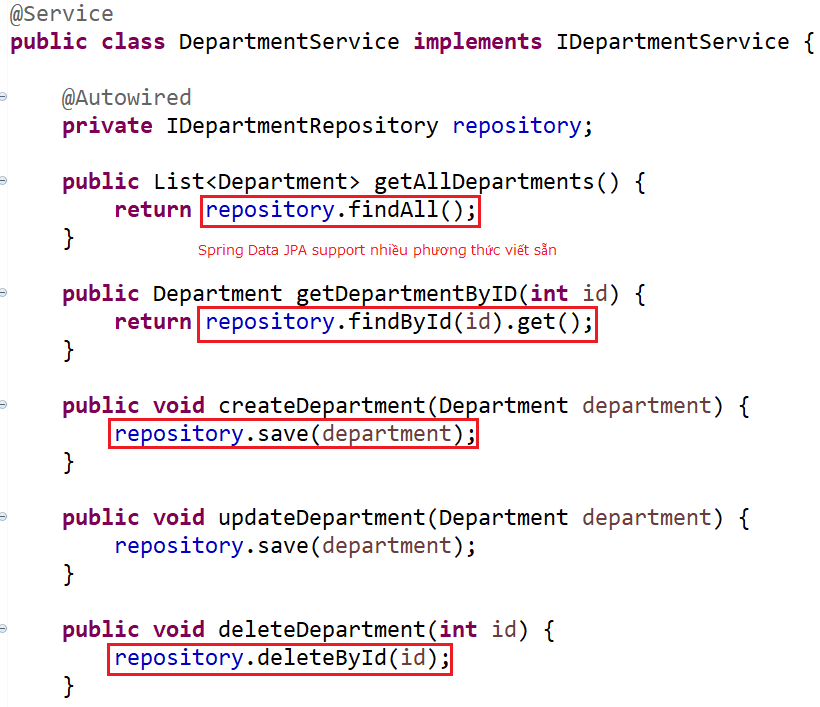 @Service
public class DepartmentService implements IDepartmentService {
@Autowired
private IDepartmentRepository repository;
public List<Department> getAllDepartments() {
return repository.findAll();
}
Spring Data JPA support nhiều phương thức viết sẵn
public Department getDepartmentByID(int id) {
return repository.findById(id).get();
}
public void createDepartment(Department department) {
repository.save(department);
}
public void updateDepartment(Department department) {
repository.save(department);
}
public void deleteDepartment(int id) {
repository.deleteById(id);
}